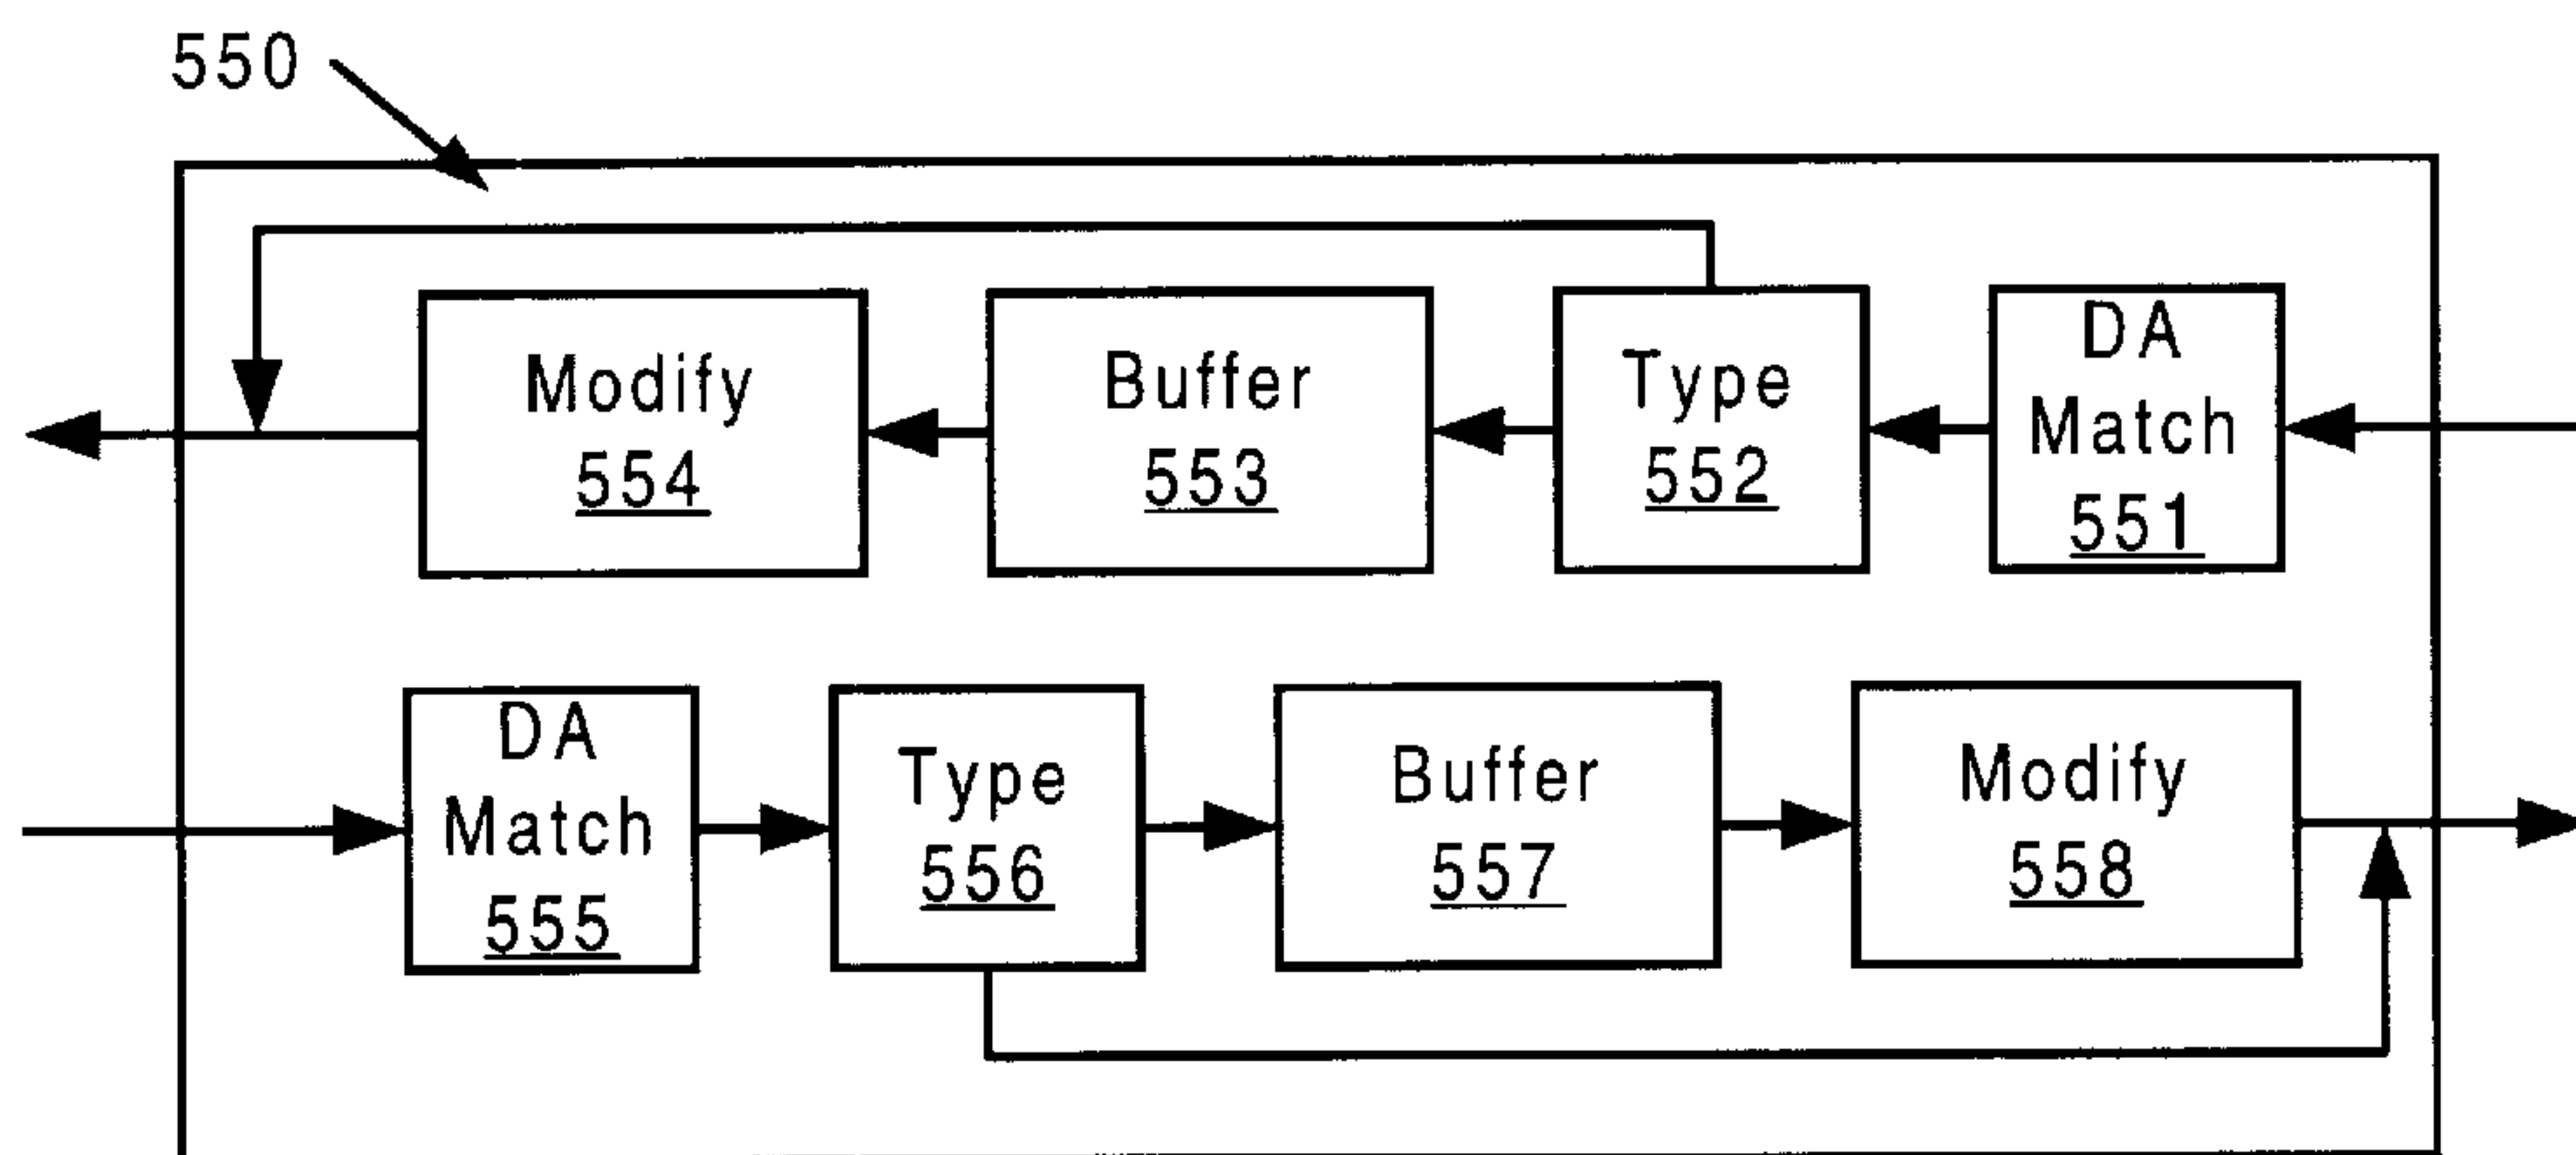 550
Modify
554
Buffer
553
Type
552
DA
Match
551
DA
Match
555
Type
556
Buffer
557
Modify
558